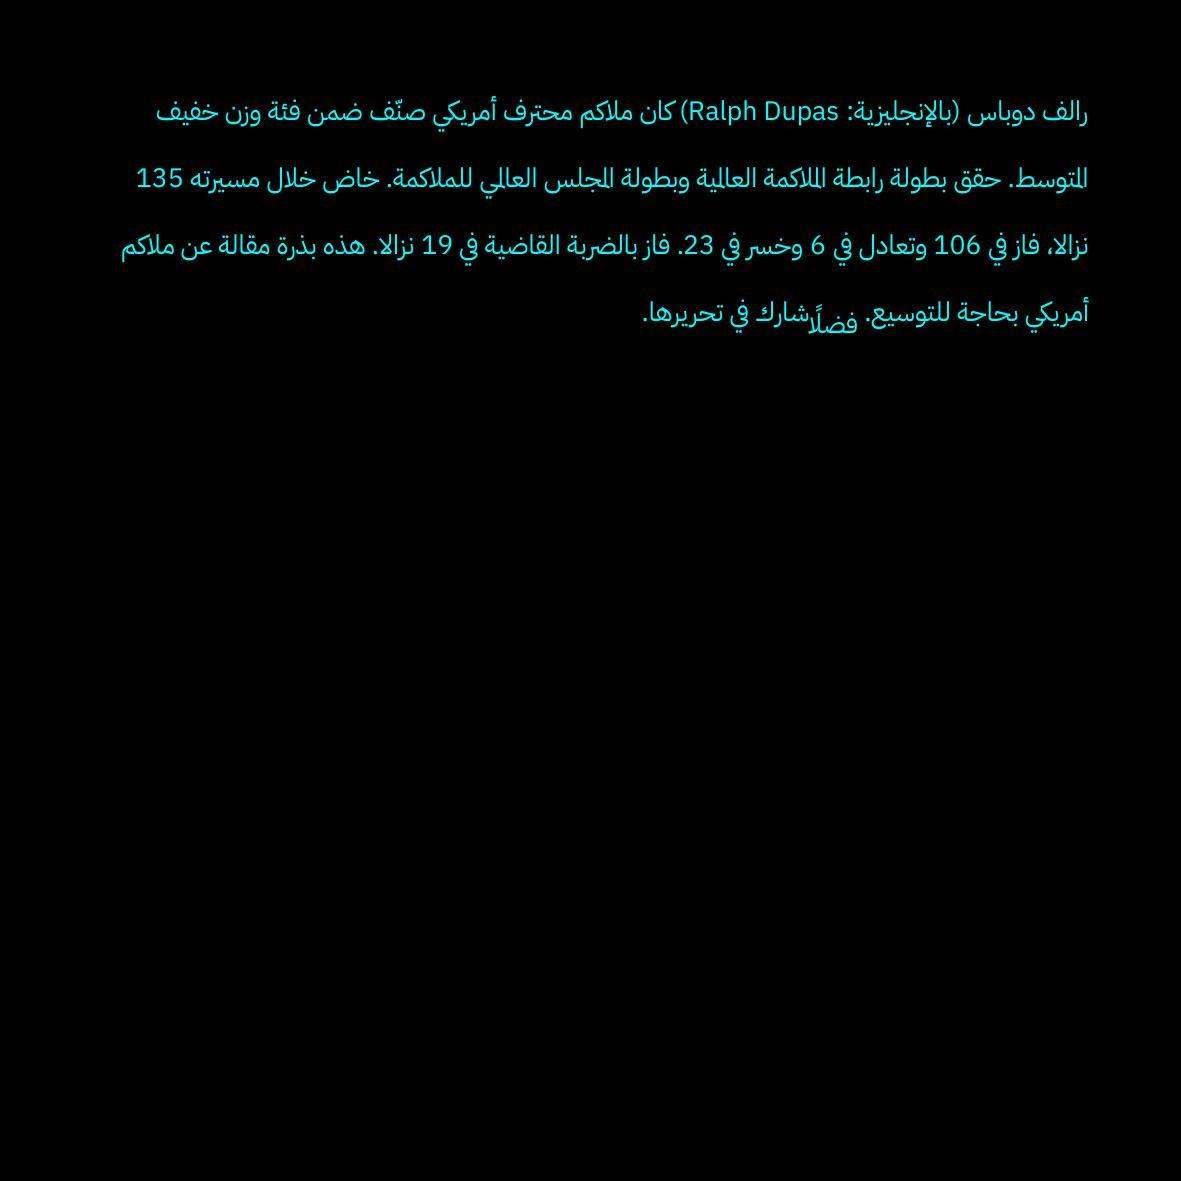 رالف دوباس (بالإنجليزية: Ralph Dupas) كان ملاكم محترف أمريكي صنّف ضمن فئة وزن خفيف
المتوسط. حقق بطولة رابطة الملاكمة العالمية وبطولة المجلس العالمي للملاكمة. خاض خلال مسيرته 135
نزالا، فاز في 106 وتعادل في 6 وخسر في 23. فاز بالضربة القاضية في 19 نزالا. هذه بذرة مقالة عن ملاكم
أمريكي بحاجة للتوسيع. فضلًا شارك في تحريرها.